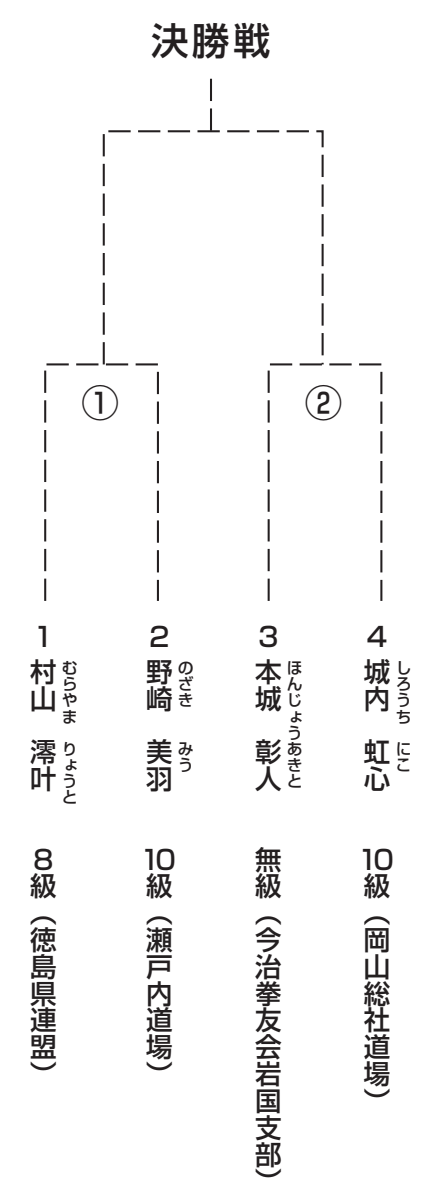 決勝戦
①
②
1
村山 澪叶
むらやま りょうと
8級（徳島県連盟）
2
野崎 美羽
のざき みう
10級（瀬戸内道場）
3
本城 彰人
ほんじょうあきと
無級（今治拳友会岩国支部）
4
城内 虹心
しろうち にこ
10級（岡山総社道場）